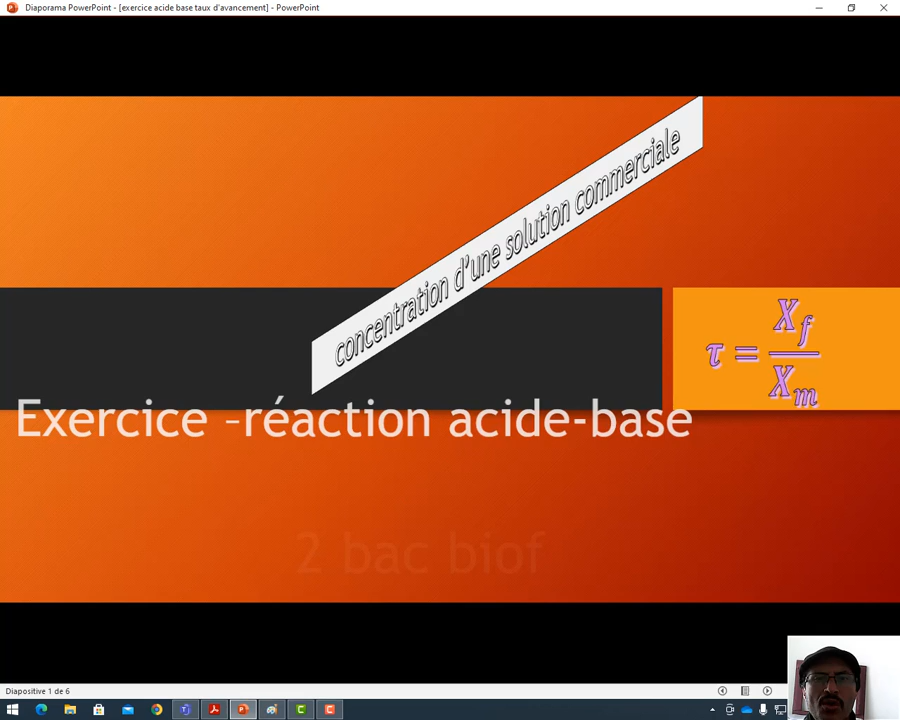 Diaporama PowerPoint - [exercice acide base taux d'avancement] - PowerPoint
concentration d'une solution commerciale
τ = X_f / X_m
Exercice –réaction acide-base
2 bac biof
Diapositive 1 de 6